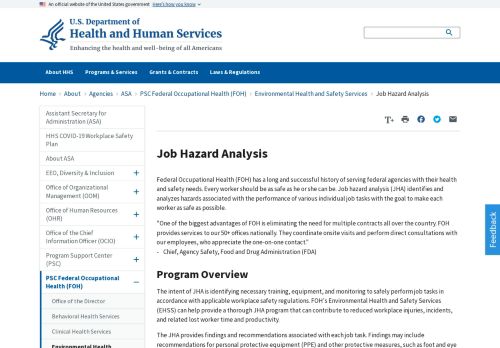 An official website of the United States government Here's how you know
U.S. Department of
Health and Human Services
Enhancing the health and well-being of all Americans
About HHS Programs & Services Grants & Contracts Laws & Regulations
Home › About › Agencies › ASA › PSC Federal Occupational Health (FOH) › Environmental Health and Safety Services › Job Hazard Analysis
Assistant Secretary for
Administration (ASA)
HHS COVID-19 Workplace Safety
Plan
About ASA
EEO, Diversity & Inclusion +
Office of Organizational
Management (OOM) +
Office of Human Resources
(OHR) +
Office of the Chief
Information Officer (OCIO) +
Program Support Center
(PSC) +
PSC Federal Occupational
Health (FOH) –
Office of the Director
Behavioral Health Services
Clinical Health Services
Environmental Health
T+
Job Hazard Analysis
Federal Occupational Health (FOH) has a long and successful history of serving federal agencies with their health
and safety needs. Every worker should be as safe as he or she can be. Job hazard analysis (JHA) identifies and
analyzes hazards associated with the performance of various individual job tasks with the goal to make each
worker as safe as possible.
"One of the biggest advantages of FOH is eliminating the need for multiple contracts all over the country. FOH
provides services to our 50+ offices nationally. They coordinate onsite visits and perform direct consultations
with our employees, who appreciate the one-on-one contact."
- Chief, Agency Safety, Food and Drug Administration (FDA)
Program Overview
The intent of JHA is identifying necessary training, equipment, and monitoring to safely perform job tasks in
accordance with applicable workplace safety regulations. FOH's Environmental Health and Safety Services
(EHSS) can help provide a thorough JHA program that can contribute to reduced workplace injuries, incidents,
and related lost worker time and productivity.
The JHA provides findings and recommendations associated with each job task. Findings may include
recommendations for personal protective equipment (PPE) and other protective measures, such as foot and eye
Feedback